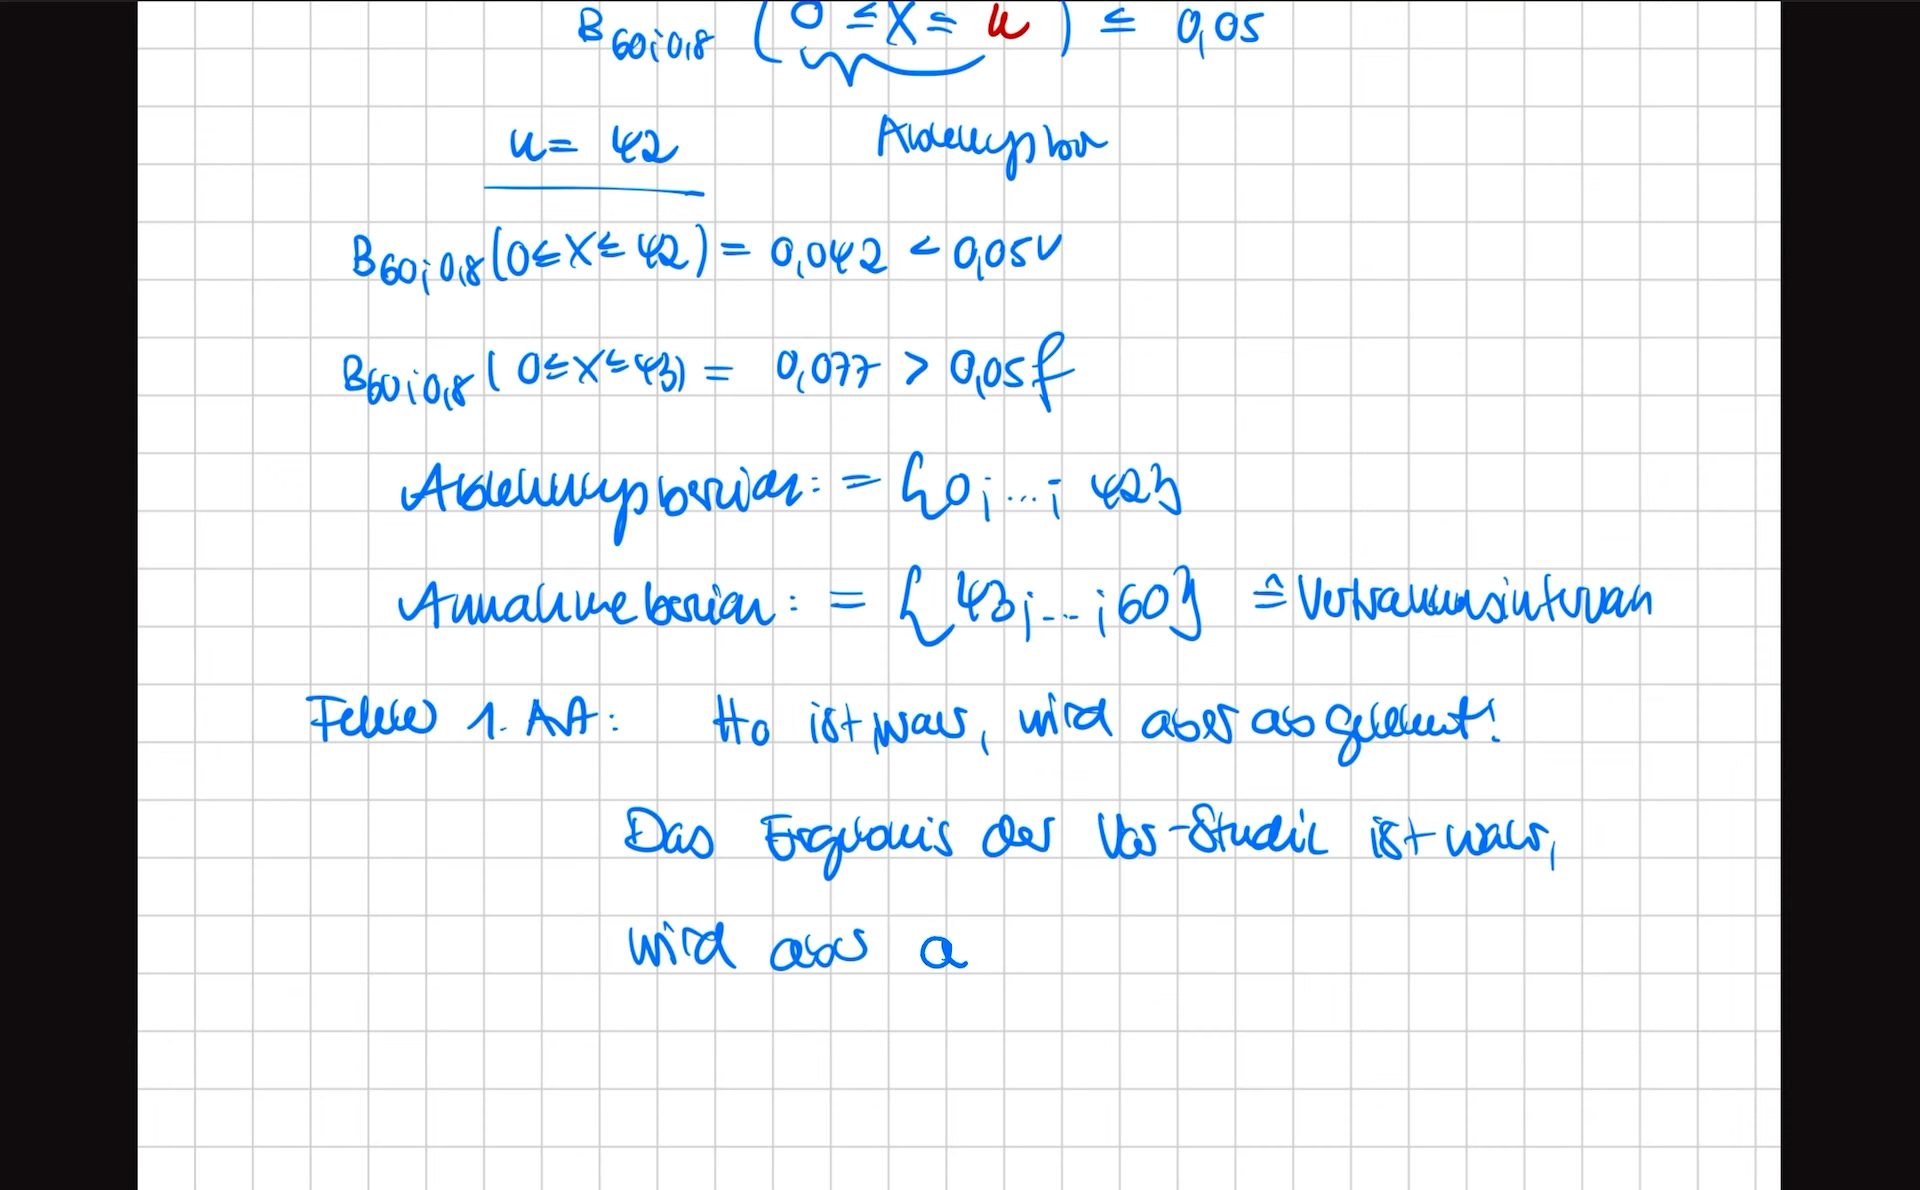 B60;0,8 (0 ≤ X ≤ k) ≤ 0,05
k = 42 Ablehnungsber
B60;0,8 (0 ≤ X ≤ 42) = 0,042 < 0,05 ✓
B60;0,8 (0 ≤ X ≤ 43) = 0,077 > 0,05 f
Ablehnungsbereich: = {0; ...; 42}
Annahmebereich: = {43; ...; 60} ≙ Vertrauensintervall
Fehler 1. Art: H0 ist wahr, wird aber abgelehnt!
Das Ergebnis der Vor-Studie ist wahr,
wird aber a